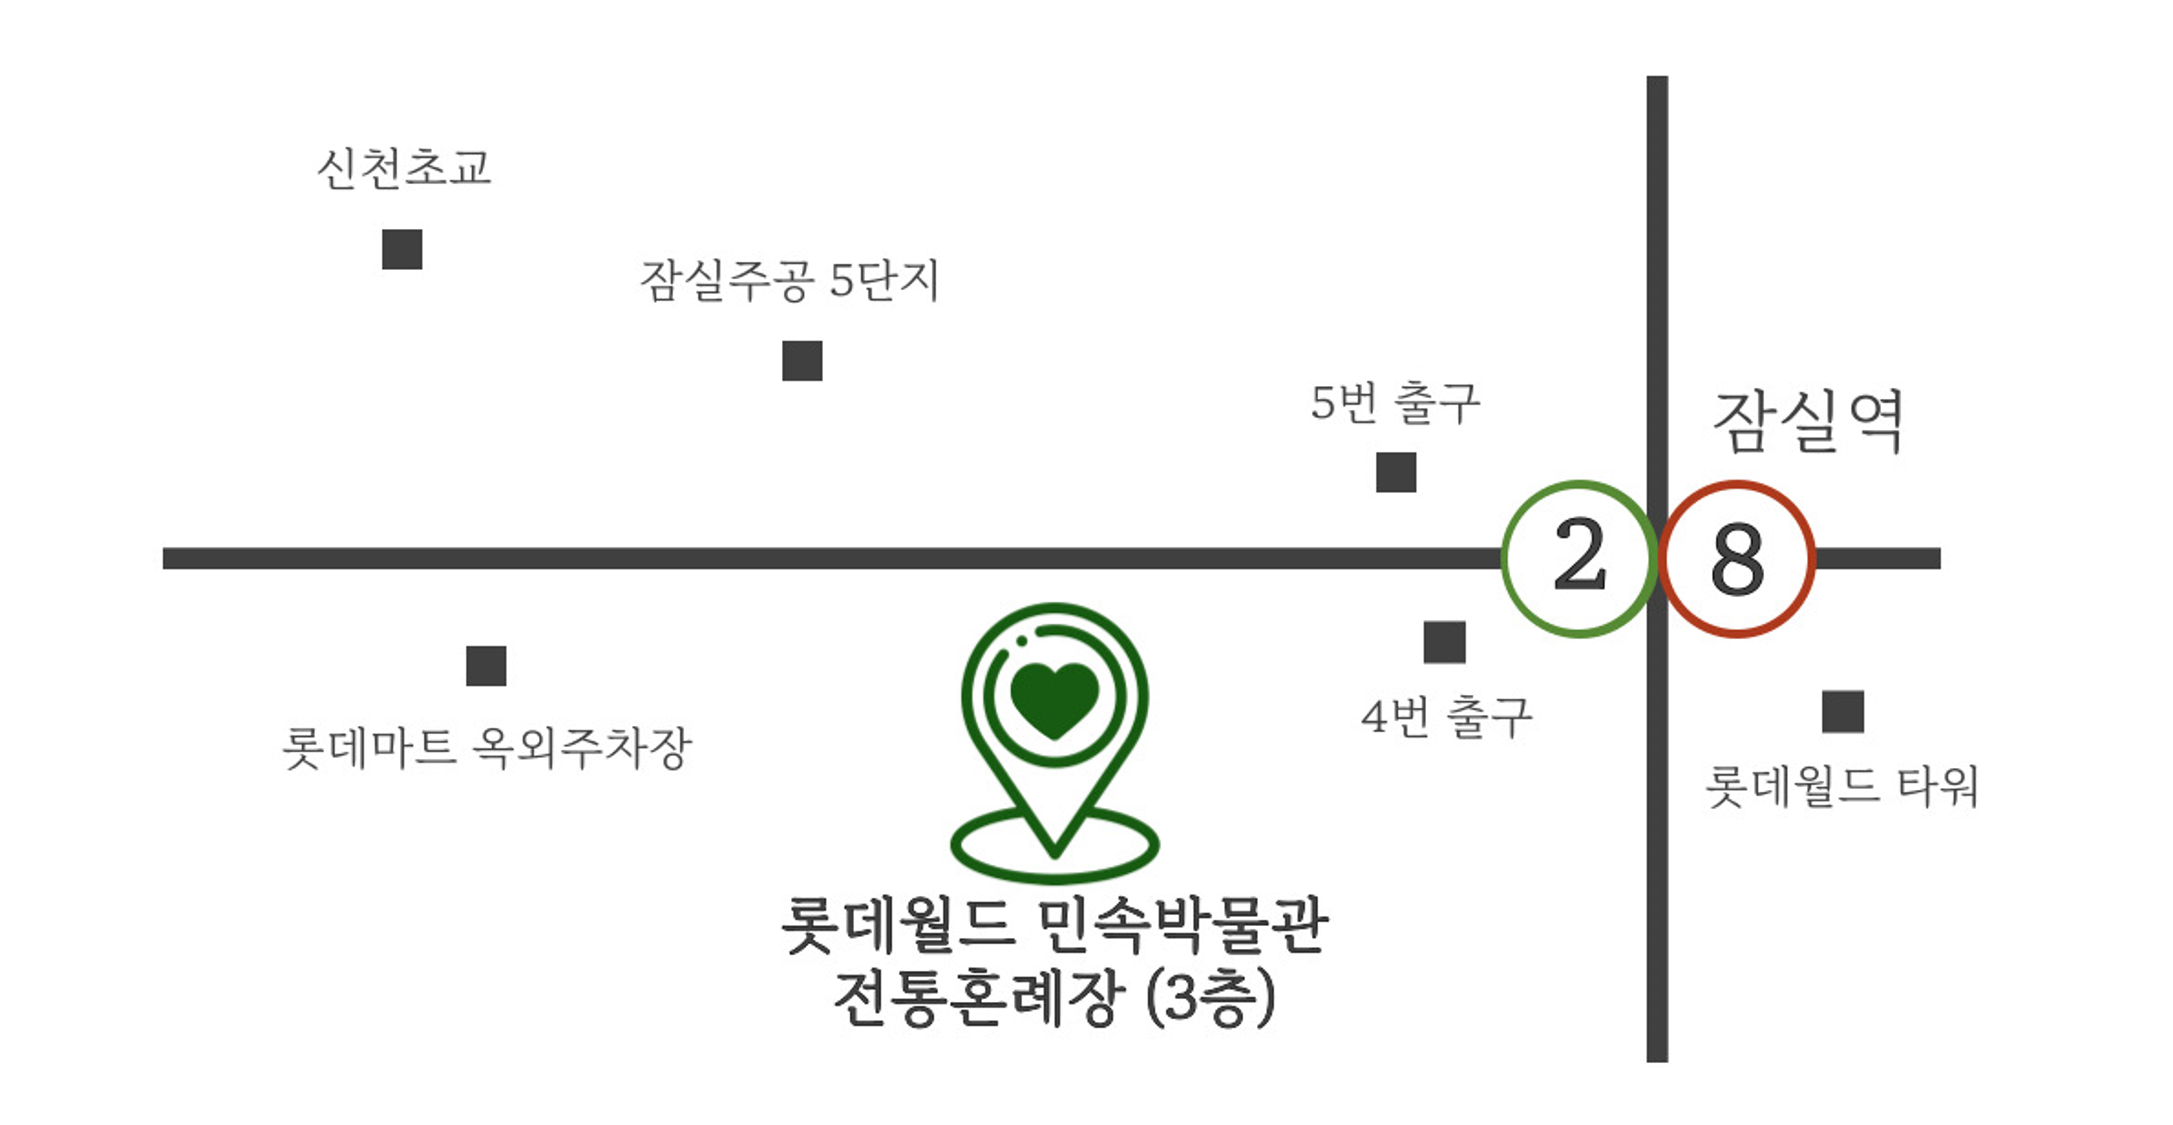 신천초교
잠실주공 5단지
5번 출구
잠실역
2
8
4번 출구
롯데마트 옥외주차장
롯데월드 타워
롯데월드 민속박물관
전통혼례장 (3층)